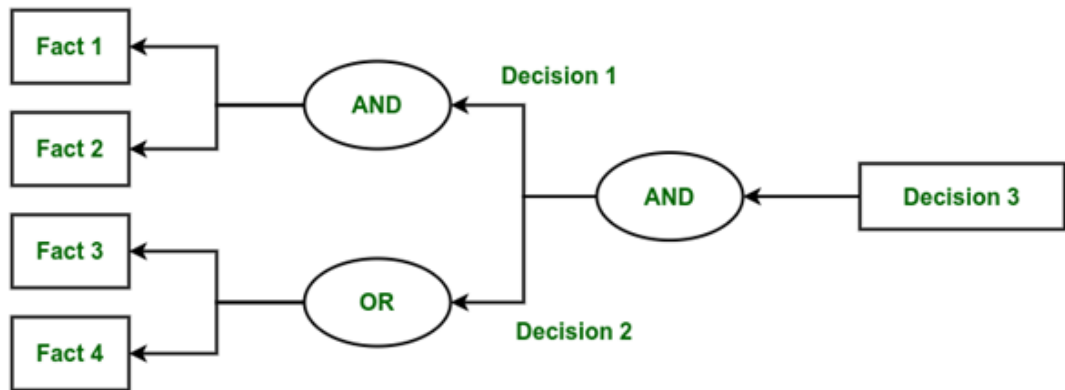 Fact 1
Decision 1
AND
Fact 2
AND
Decision 3
Fact 3
OR
Decision 2
Fact 4